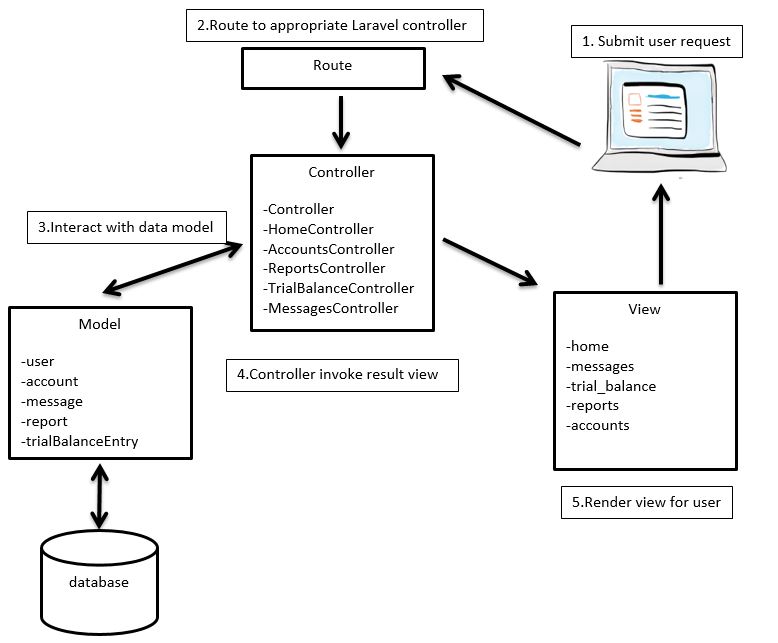 2.Route to appropriate Laravel controller
1. Submit user request
Route
Controller
-Controller
-HomeController
-AccountsController
-ReportsController
-TrialBalanceController
-MessagesController
3.Interact with data model
Model
-user
-account
-message
-report
-trialBalanceEntry
4.Controller invoke result view
View
-home
-messages
-trial_balance
-reports
-accounts
5.Render view for user
database